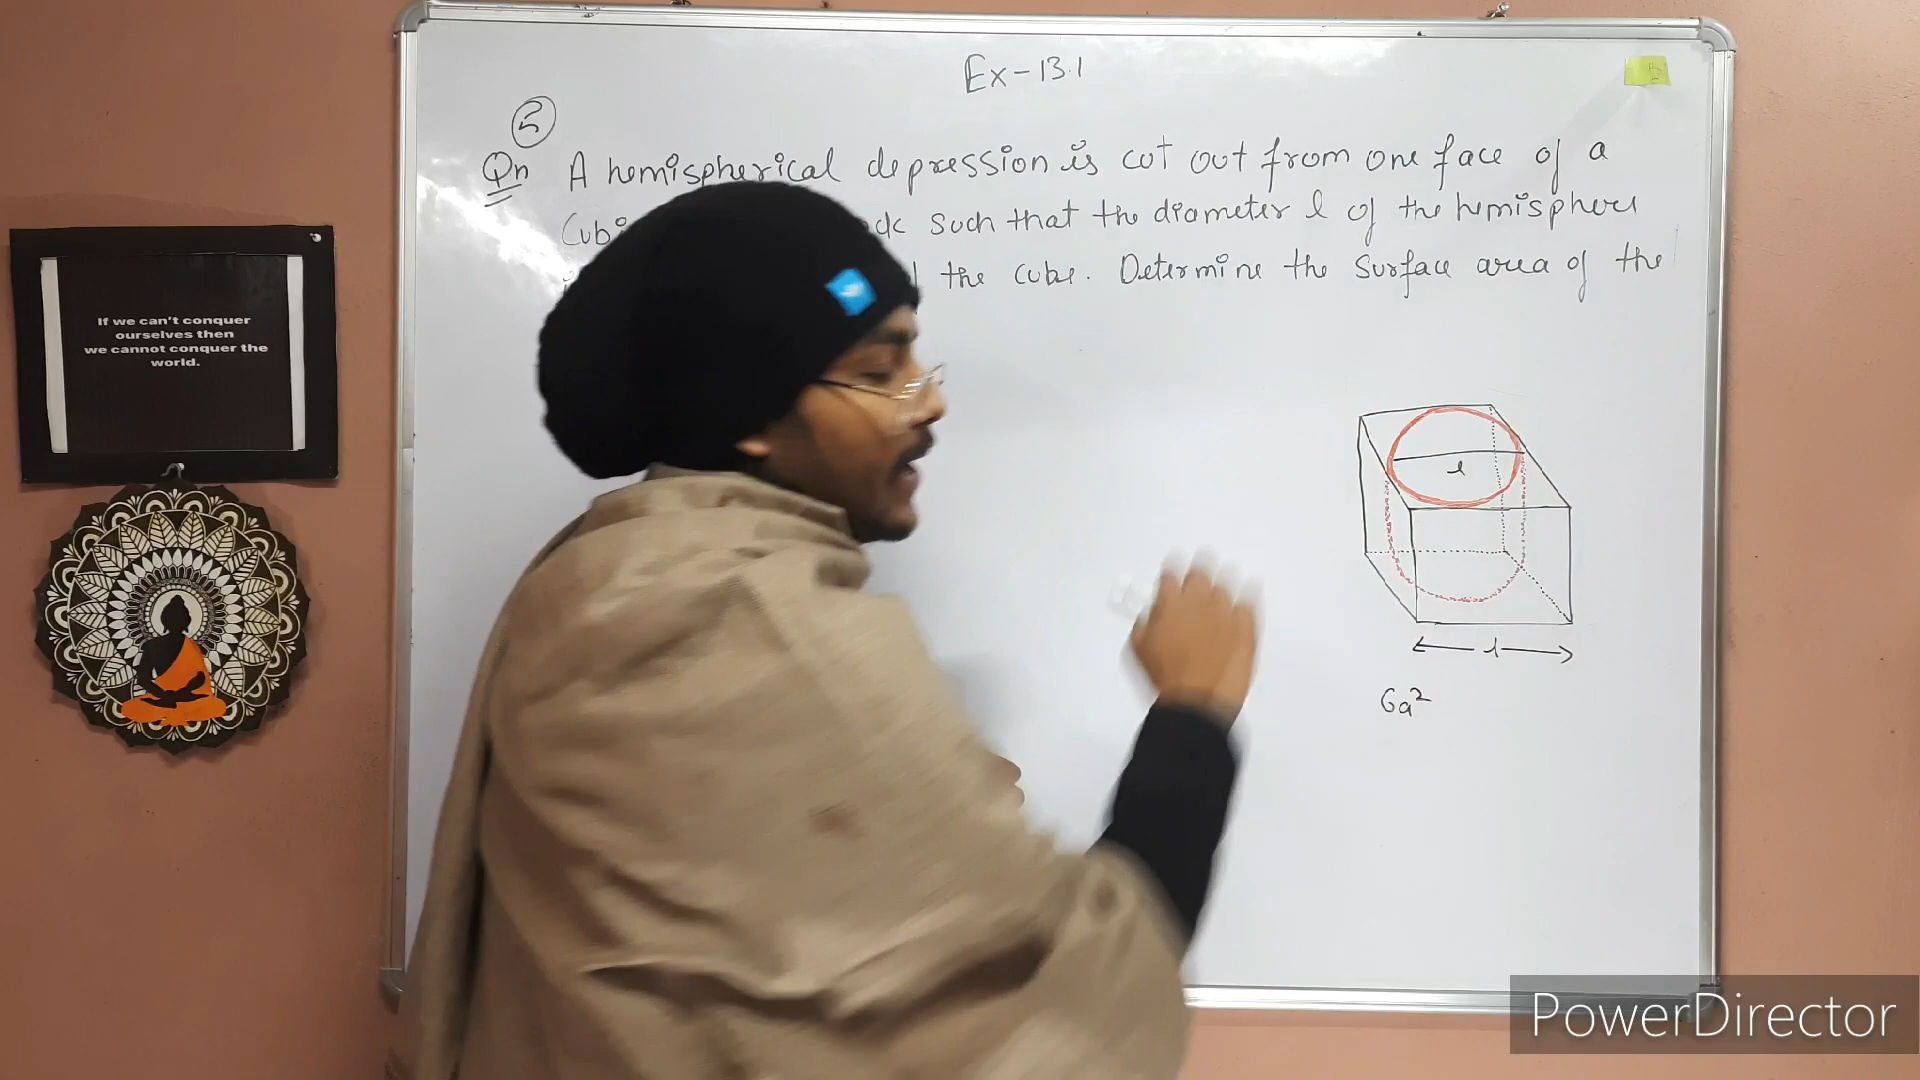 Ex-13.1
5
Qn A hemispherical depression is cut out from one face of a
Cubi such that the diameter l of the hemisphere
the cube. Determine the surface area of the
If we can't conquer
ourselves then
we cannot conquer the
world.
l
l
6a²
PowerDirector